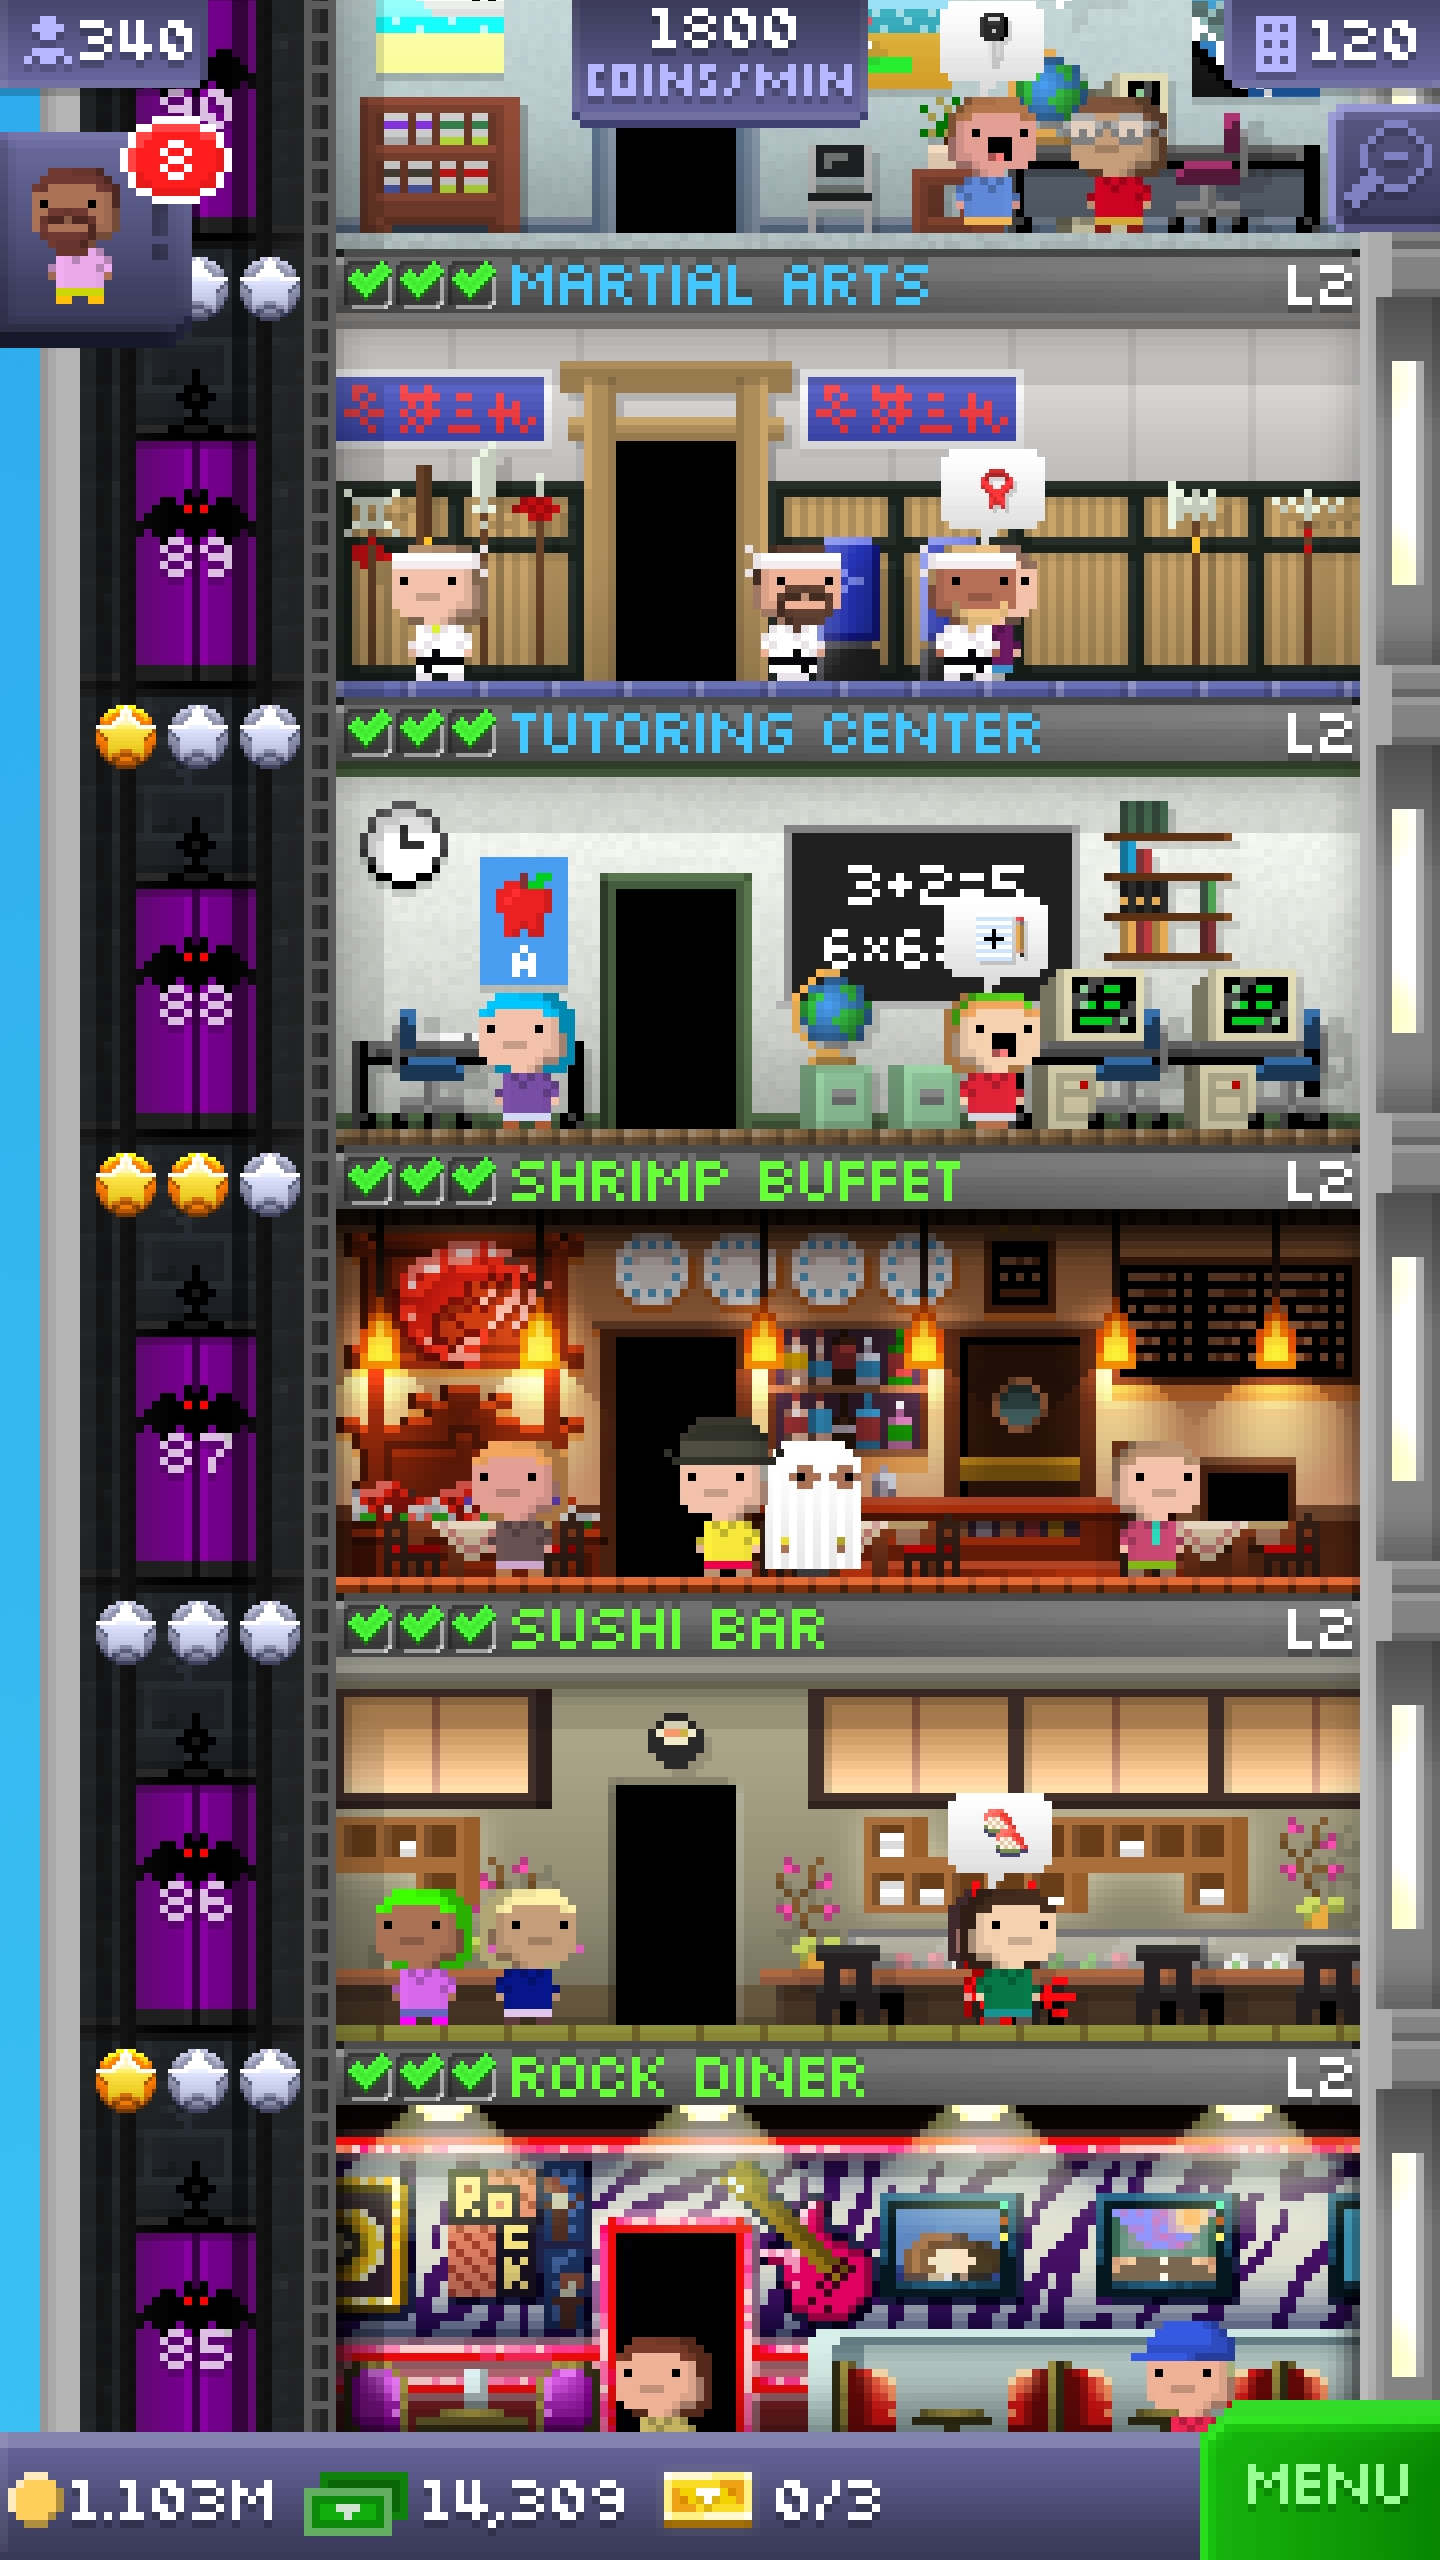 340
1800
COINS/MIN
120
8
90
MARTIAL ARTS L2
89
TUTORING CENTER L2
3+2=5
6×6
A
88
SHRIMP BUFFET L2
87
SUSHI BAR L2
86
ROCK DINER L2
85
1.103M 14,309 0/3
MENU